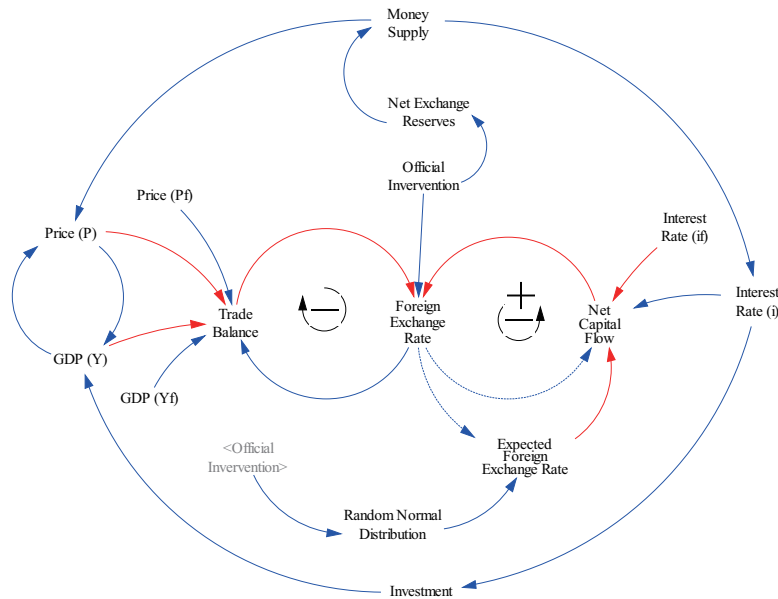 Money
Supply
Net Exchange
Reserves
Official
Invervention
Price (Pf)
Price (P)
Interest
Rate (if)
Trade
Balance
Foreign
Exchange
Rate
Net
Capital
Flow
Interest
Rate (i)
GDP (Y)
GDP (Yf)
<Official
Invervention>
Expected
Foreign
Exchange Rate
Random Normal
Distribution
Investment